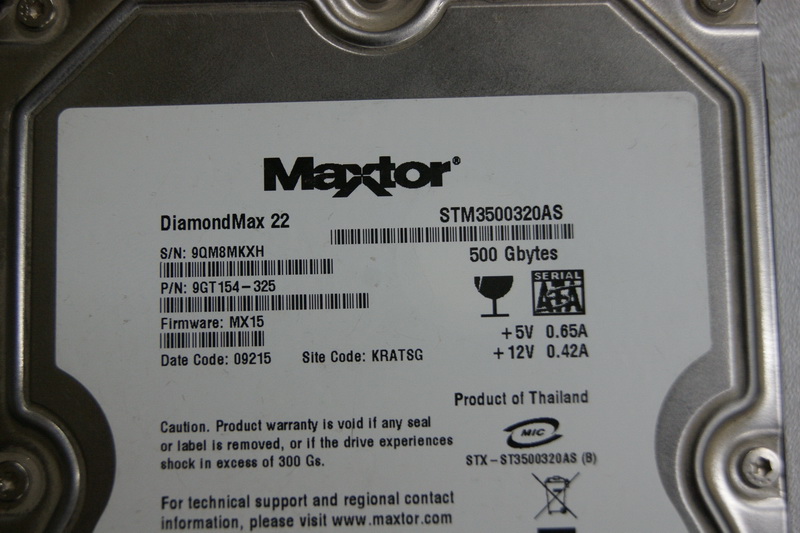 Maxtor®
DiamondMax 22
STM3500320AS
S/N: 9QM8MKXH
500 Gbytes
P/N: 9GT154-325
SERIAL
ATA
Firmware: MX15
+5V 0.65A
+12V 0.42A
Date Code: 09215 Site Code: KRATSG
Product of Thailand
Caution. Product warranty is void if any seal
or label is removed, or if the drive experiences
shock in excess of 300 Gs.
MIC
STX-ST3500320AS (B)
For technical support and regional contact
information, please visit www.maxtor.com